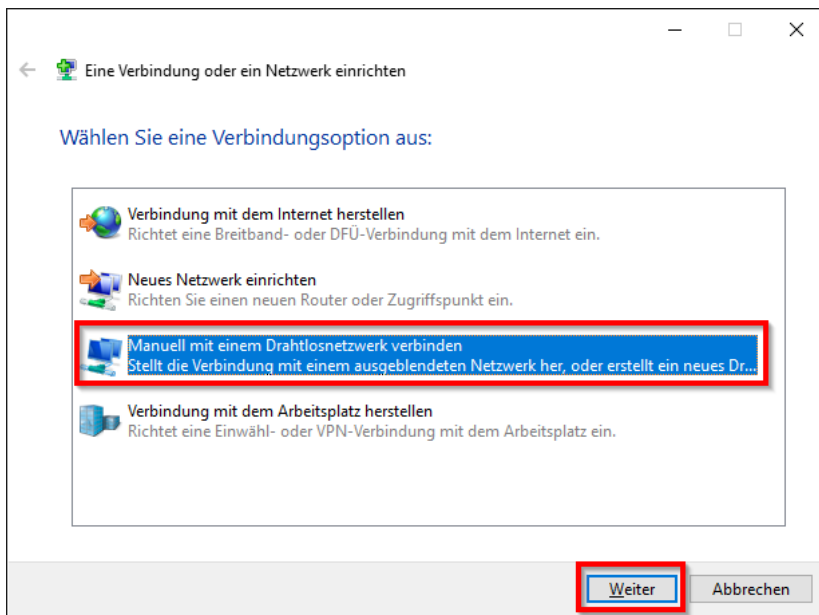 Eine Verbindung oder ein Netzwerk einrichten
Wählen Sie eine Verbindungsoption aus:
Verbindung mit dem Internet herstellen
Richtet eine Breitband- oder DFÜ-Verbindung mit dem Internet ein.
Neues Netzwerk einrichten
Richten Sie einen neuen Router oder Zugriffspunkt ein.
Manuell mit einem Drahtlosnetzwerk verbinden
Stellt die Verbindung mit einem ausgeblendeten Netzwerk her, oder erstellt ein neues Dr...
Verbindung mit dem Arbeitsplatz herstellen
Richtet eine Einwähl- oder VPN-Verbindung mit dem Arbeitsplatz ein.
Weiter Abbrechen